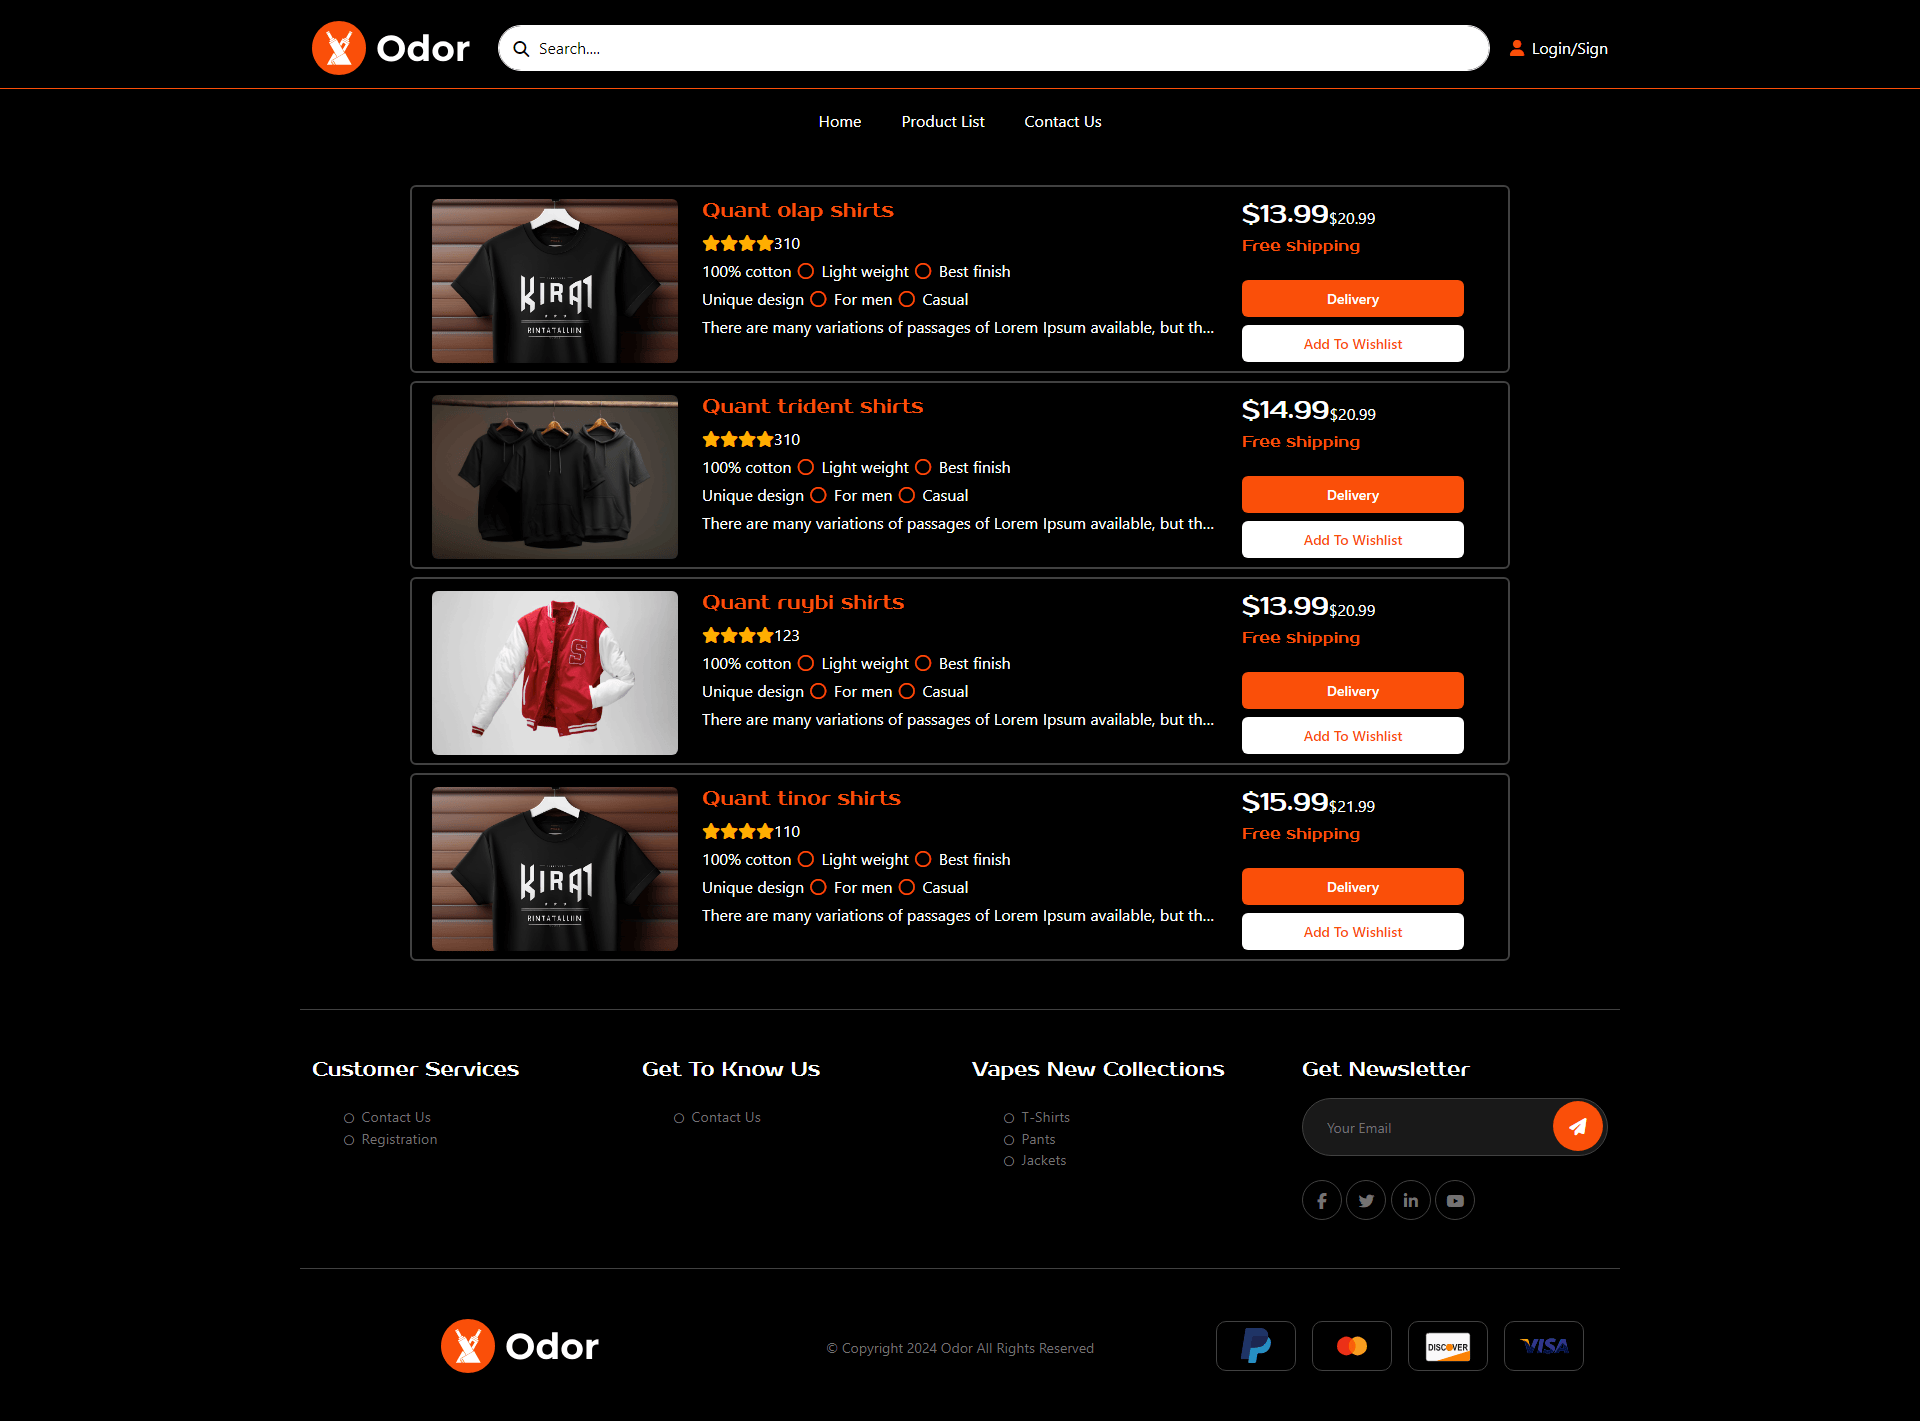 Odor
Search....
Login/Sign
Home
Product List
Contact Us
KIRAT
RINTATALLIIN
Quant olap shirts
310
100% cotton Light weight Best finish
Unique design For men Casual
There are many variations of passages of Lorem Ipsum available, but th...
$13.99$20.99
Free shipping
Delivery
Add To Wishlist
Quant trident shirts
310
100% cotton Light weight Best finish
Unique design For men Casual
There are many variations of passages of Lorem Ipsum available, but th...
$14.99$20.99
Free shipping
Delivery
Add To Wishlist
S
Quant ruybi shirts
123
100% cotton Light weight Best finish
Unique design For men Casual
There are many variations of passages of Lorem Ipsum available, but th...
$13.99$20.99
Free shipping
Delivery
Add To Wishlist
KIRAT
RINTATALLIIN
Quant tinor shirts
110
100% cotton Light weight Best finish
Unique design For men Casual
There are many variations of passages of Lorem Ipsum available, but th...
$15.99$21.99
Free shipping
Delivery
Add To Wishlist
Customer Services
Contact Us
Registration
Get To Know Us
Contact Us
Vapes New Collections
T-Shirts
Pants
Jackets
Get Newsletter
Your Email
Odor
© Copyright 2024 Odor All Rights Reserved
DISCOVER
VISA